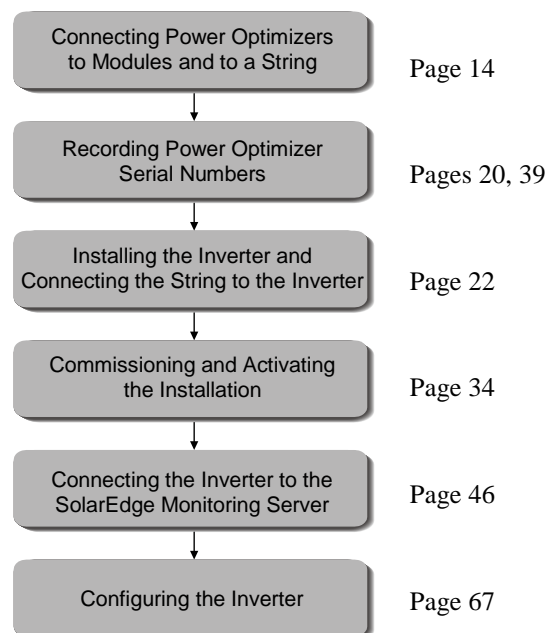 Connecting Power Optimizers
to Modules and to a String
Page 14
Recording Power Optimizer
Serial Numbers
Pages 20, 39
Installing the Inverter and
Connecting the String to the Inverter
Page 22
Commissioning and Activating
the Installation
Page 34
Connecting the Inverter to the
SolarEdge Monitoring Server
Page 46
Configuring the Inverter
Page 67